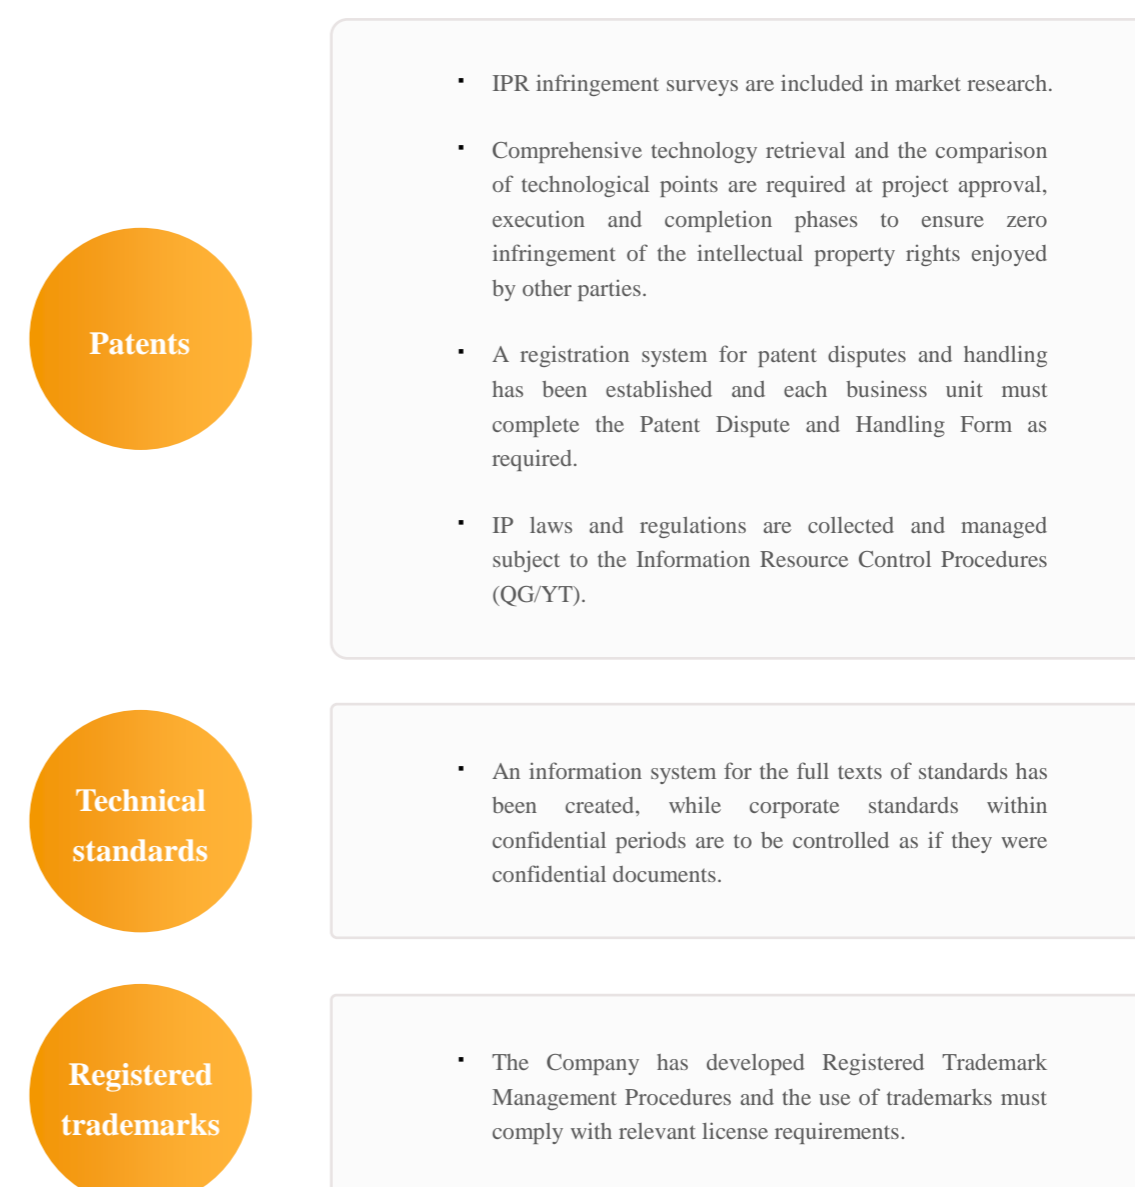 Patents
▪ IPR infringement surveys are included in market research.
▪ Comprehensive technology retrieval and the comparison
of technological points are required at project approval,
execution and completion phases to ensure zero
infringement of the intellectual property rights enjoyed
by other parties.
▪ A registration system for patent disputes and handling
has been established and each business unit must
complete the Patent Dispute and Handling Form as
required.
▪ IP laws and regulations are collected and managed
subject to the Information Resource Control Procedures
(QG/YT).
Technical
standards
▪ An information system for the full texts of standards has
been created, while corporate standards within
confidential periods are to be controlled as if they were
confidential documents.
Registered
trademarks
▪ The Company has developed Registered Trademark
Management Procedures and the use of trademarks must
comply with relevant license requirements.